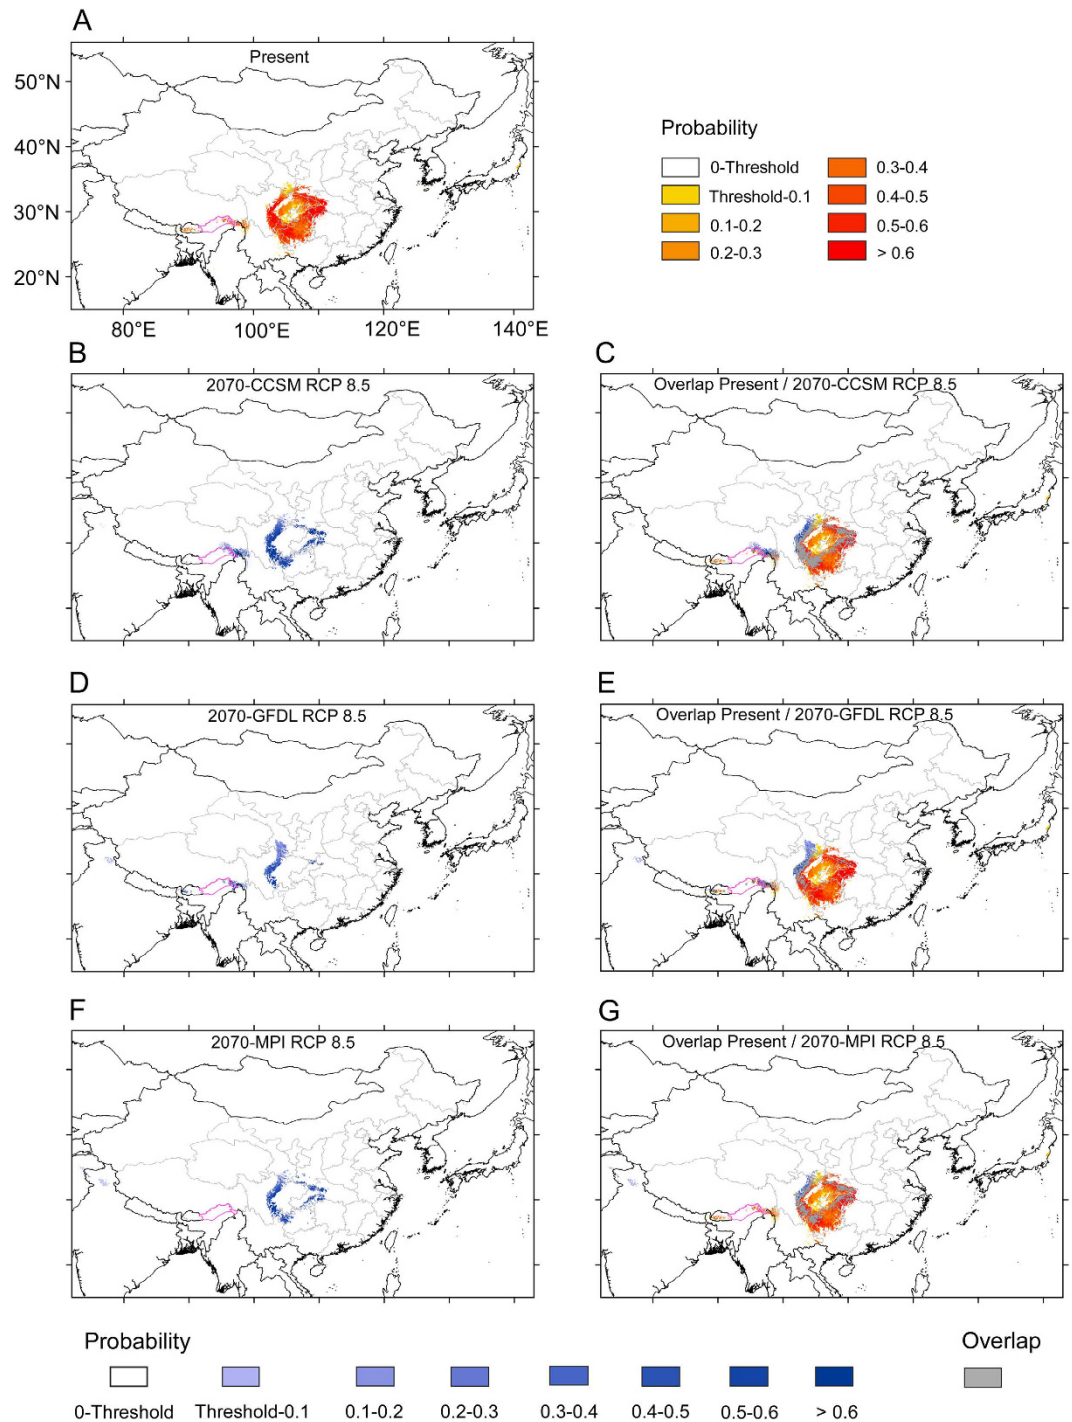 A
Present
50°N
40°N
30°N
20°N
80°E 100°E 120°E 140°E
Probability
0-Threshold
Threshold-0.1
0.1-0.2
0.2-0.3
0.3-0.4
0.4-0.5
0.5-0.6
> 0.6
B
2070-CCSM RCP 8.5
C
Overlap Present / 2070-CCSM RCP 8.5
D
2070-GFDL RCP 8.5
E
Overlap Present / 2070-GFDL RCP 8.5
F
2070-MPI RCP 8.5
G
Overlap Present / 2070-MPI RCP 8.5
Probability
Overlap
0-Threshold Threshold-0.1 0.1-0.2 0.2-0.3 0.3-0.4 0.4-0.5 0.5-0.6 > 0.6